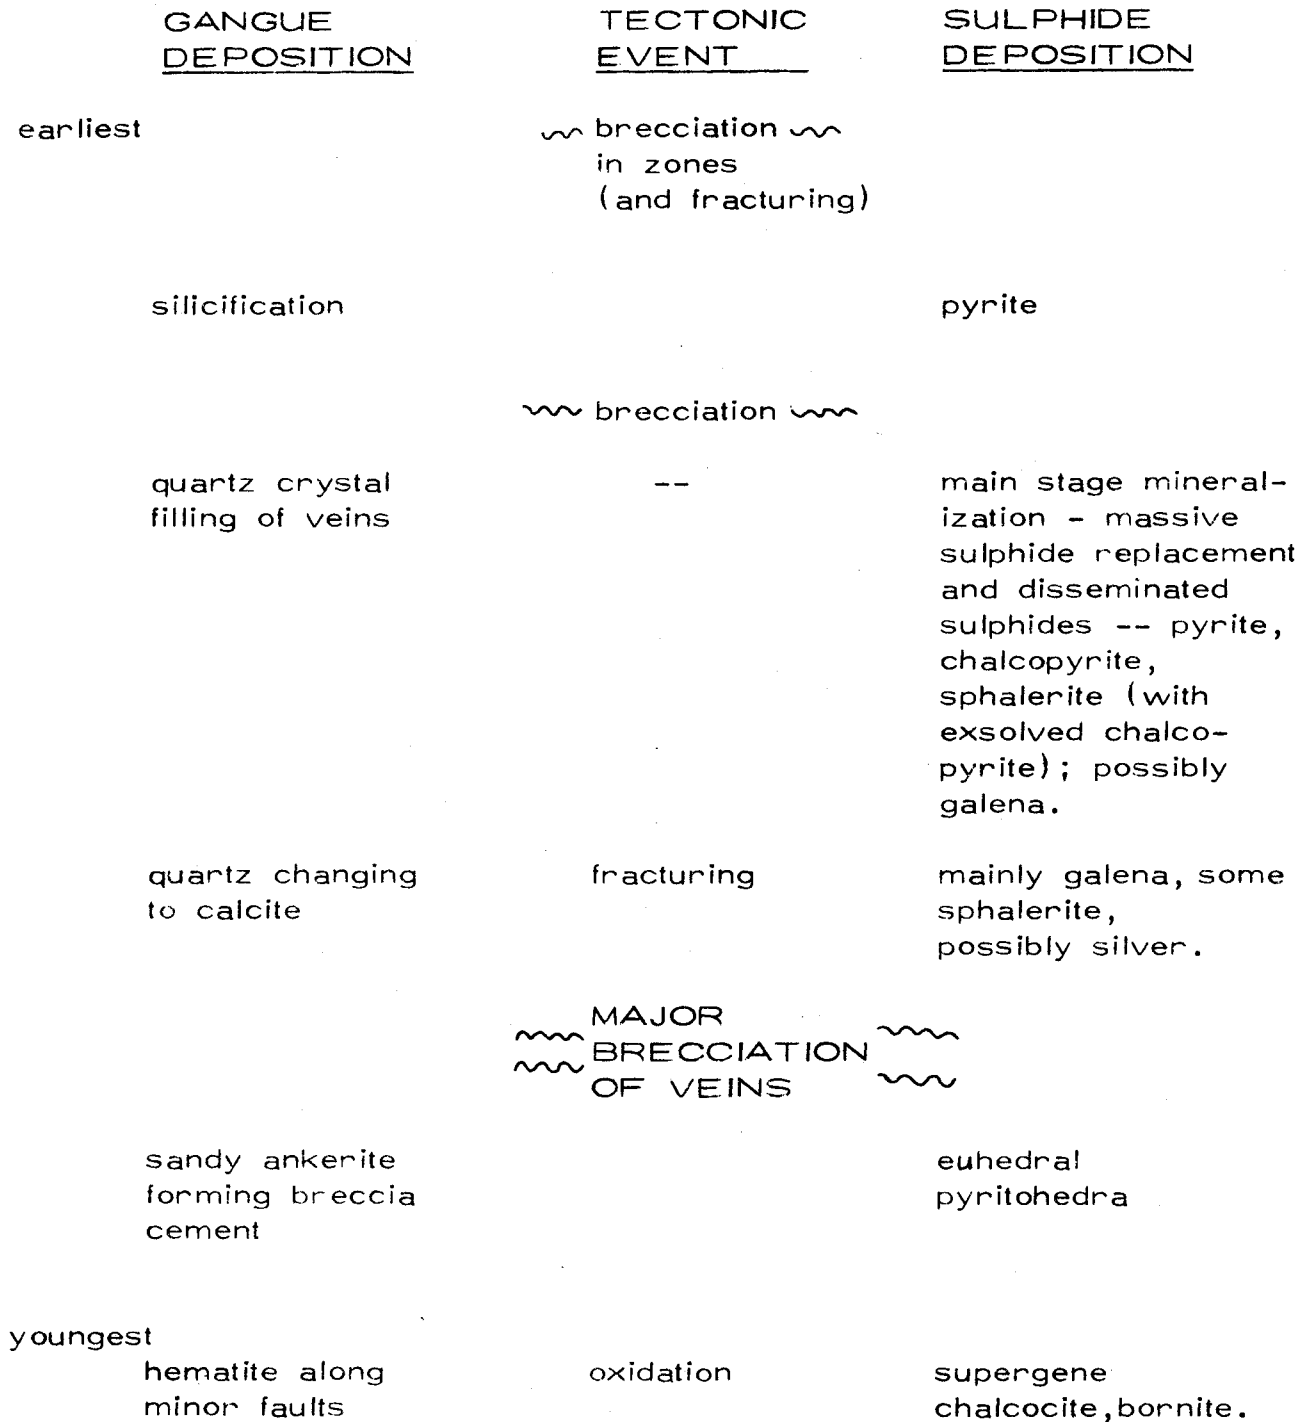 GANGUE TECTONIC SULPHIDE
DEPOSITION EVENT DEPOSITION
earliest brecciation
in zones
(and fracturing)
silicification pyrite
brecciation
quartz crystal -- main stage mineral-
filling of veins ization - massive
sulphide replacement
and disseminated
sulphides -- pyrite,
chalcopyrite,
sphalerite (with
exsolved chalco-
pyrite); possibly
galena.
quartz changing fracturing mainly galena, some
to calcite sphalerite,
possibly silver.
MAJOR
BRECCIATION
OF VEINS
sandy ankerite euhedral
forming breccia pyritohedra
cement
youngest
hematite along oxidation supergene
minor faults chalcocite, bornite.